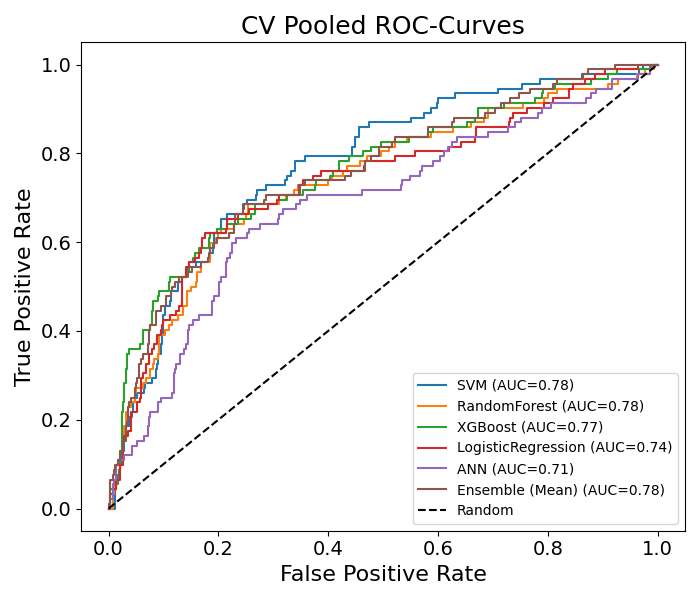 CV Pooled ROC-Curves
True Positive Rate
1.0
0.8
0.6
0.4
0.2
0.0
SVM (AUC=0.78)
RandomForest (AUC=0.78)
XGBoost (AUC=0.77)
LogisticRegression (AUC=0.74)
ANN (AUC=0.71)
Ensemble (Mean) (AUC=0.78)
Random
0.0 0.2 0.4 0.6 0.8 1.0
False Positive Rate